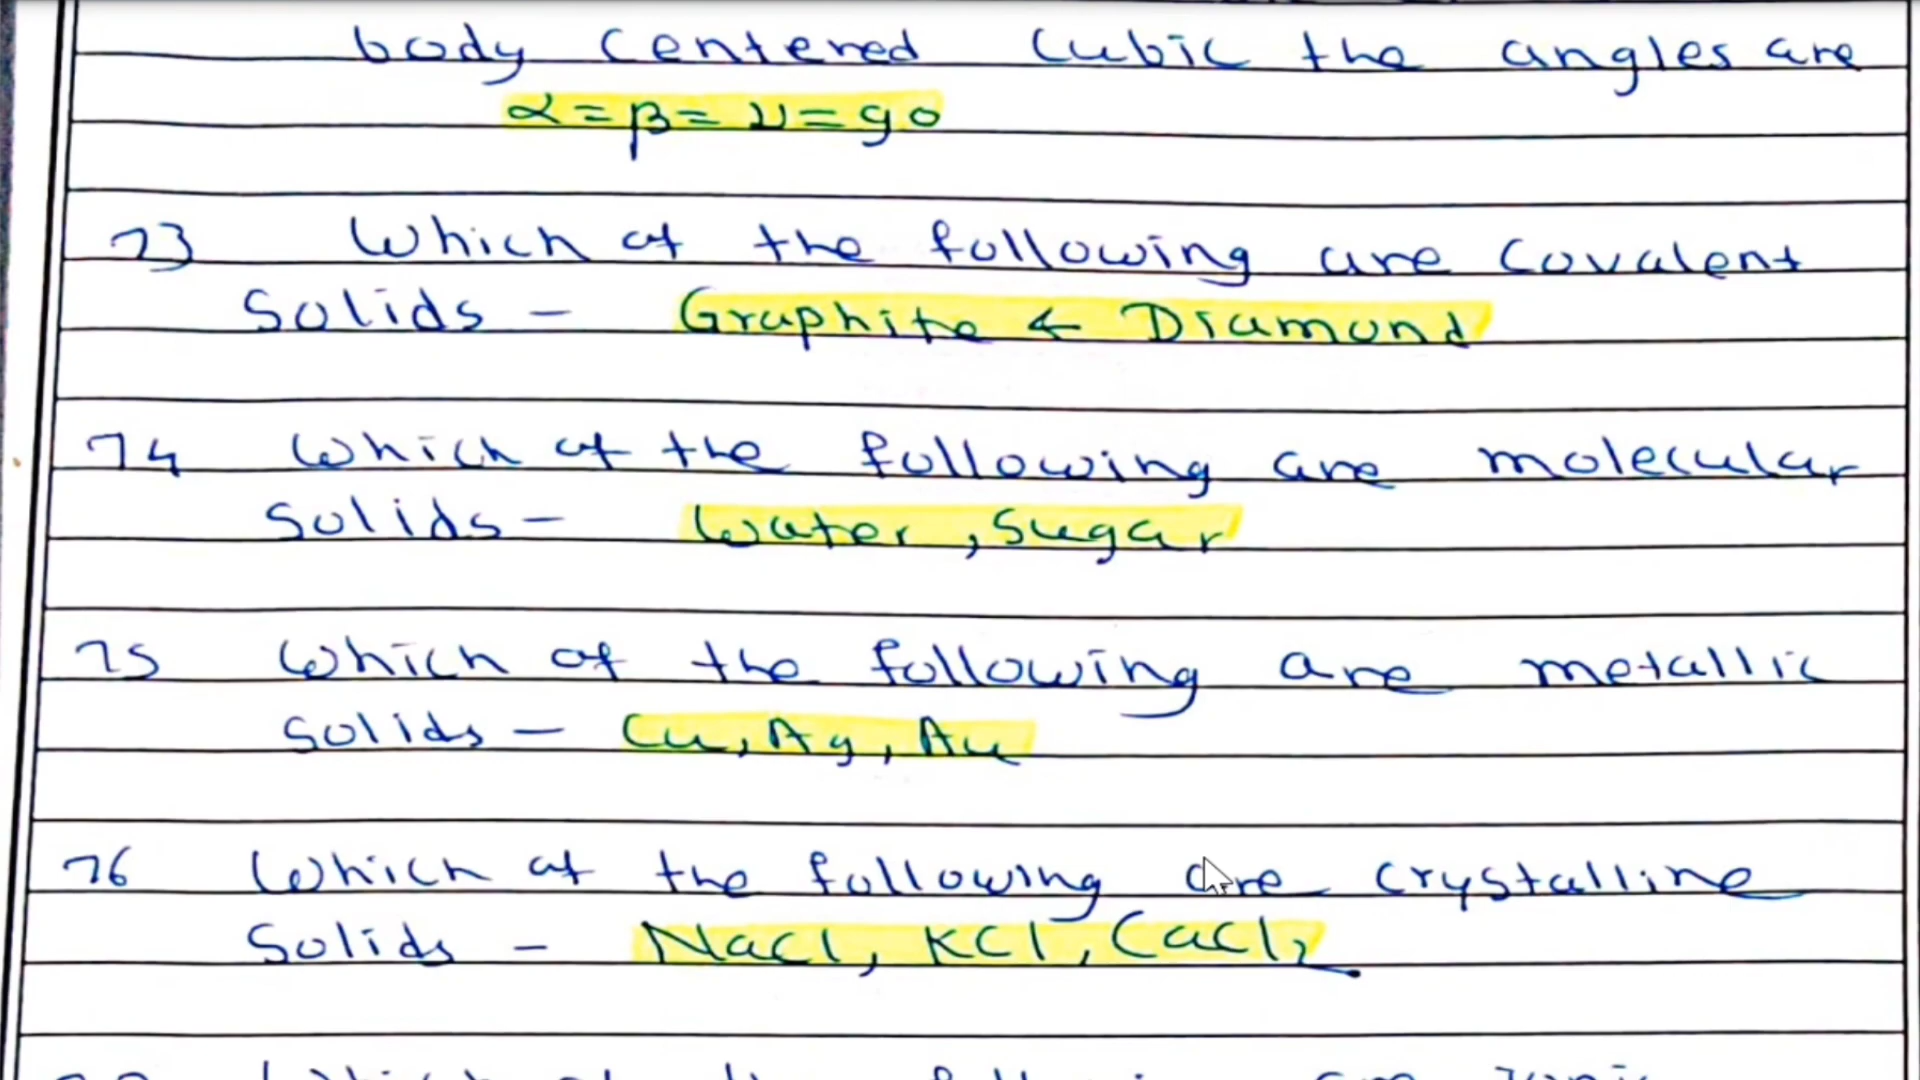 body centered cubic the angles are
α=β=ν=90
73 Which of the following are Covalent
Solids - Graphite & Diamond
74 Which of the following are molecular
Solids - Water, Sugar
75 Which of the following are metallic
Solids - Cu, Ag, Au
76 Which of the following are crystalline
Solids - NaCl, KCl, CaCl2